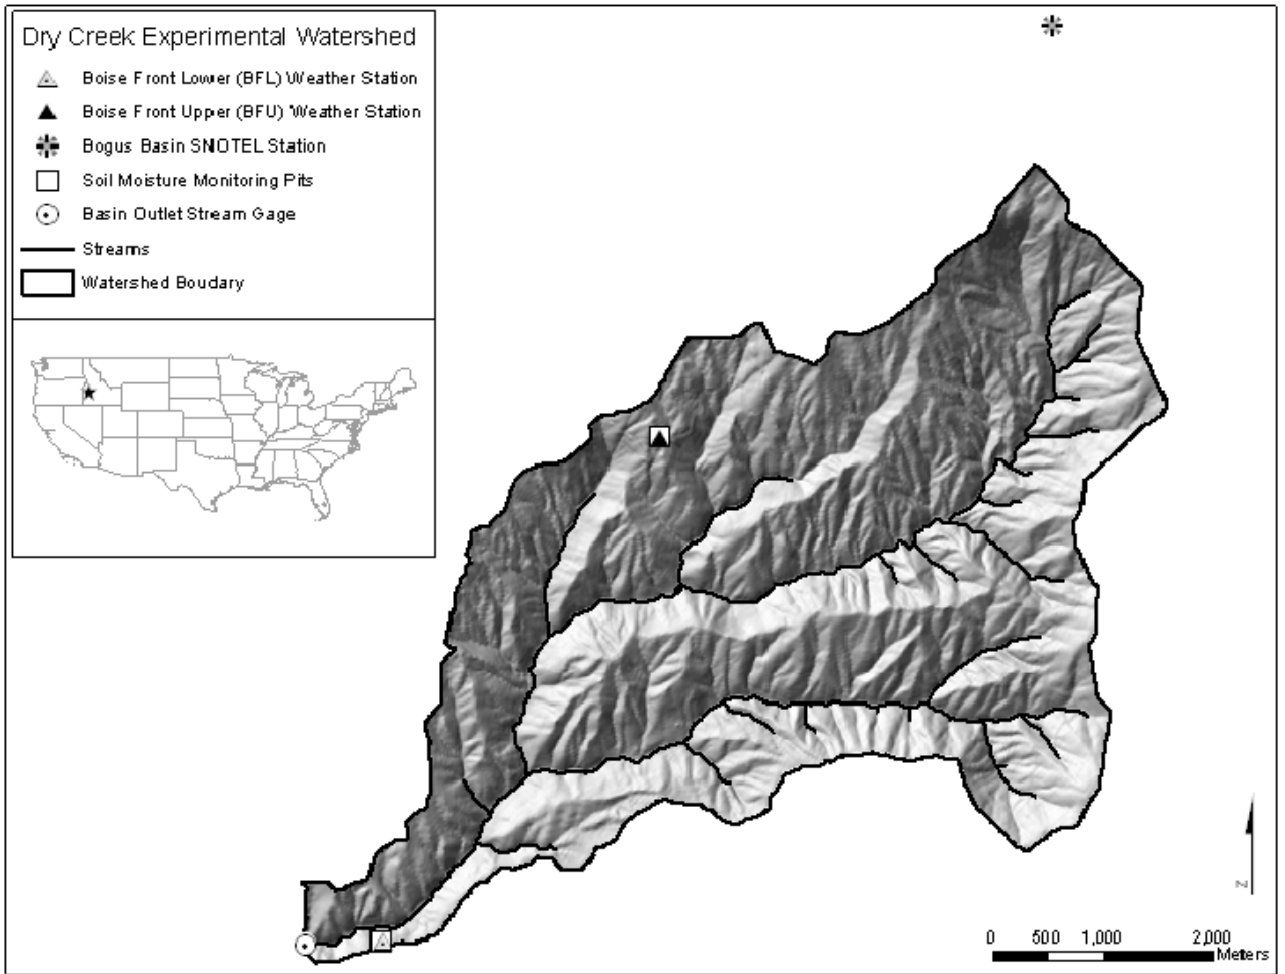 Dry Creek Experimental Watershed
Boise Front Lower (BFL) Weather Station
Boise Front Upper (BFU) Weather Station
Bogus Basin SNOTEL Station
Soil Moisture Monitoring Pits
Basin Outlet Stream Gage
Streams
Watershed Boudary
N
0 500 1,000 2,000
Meters